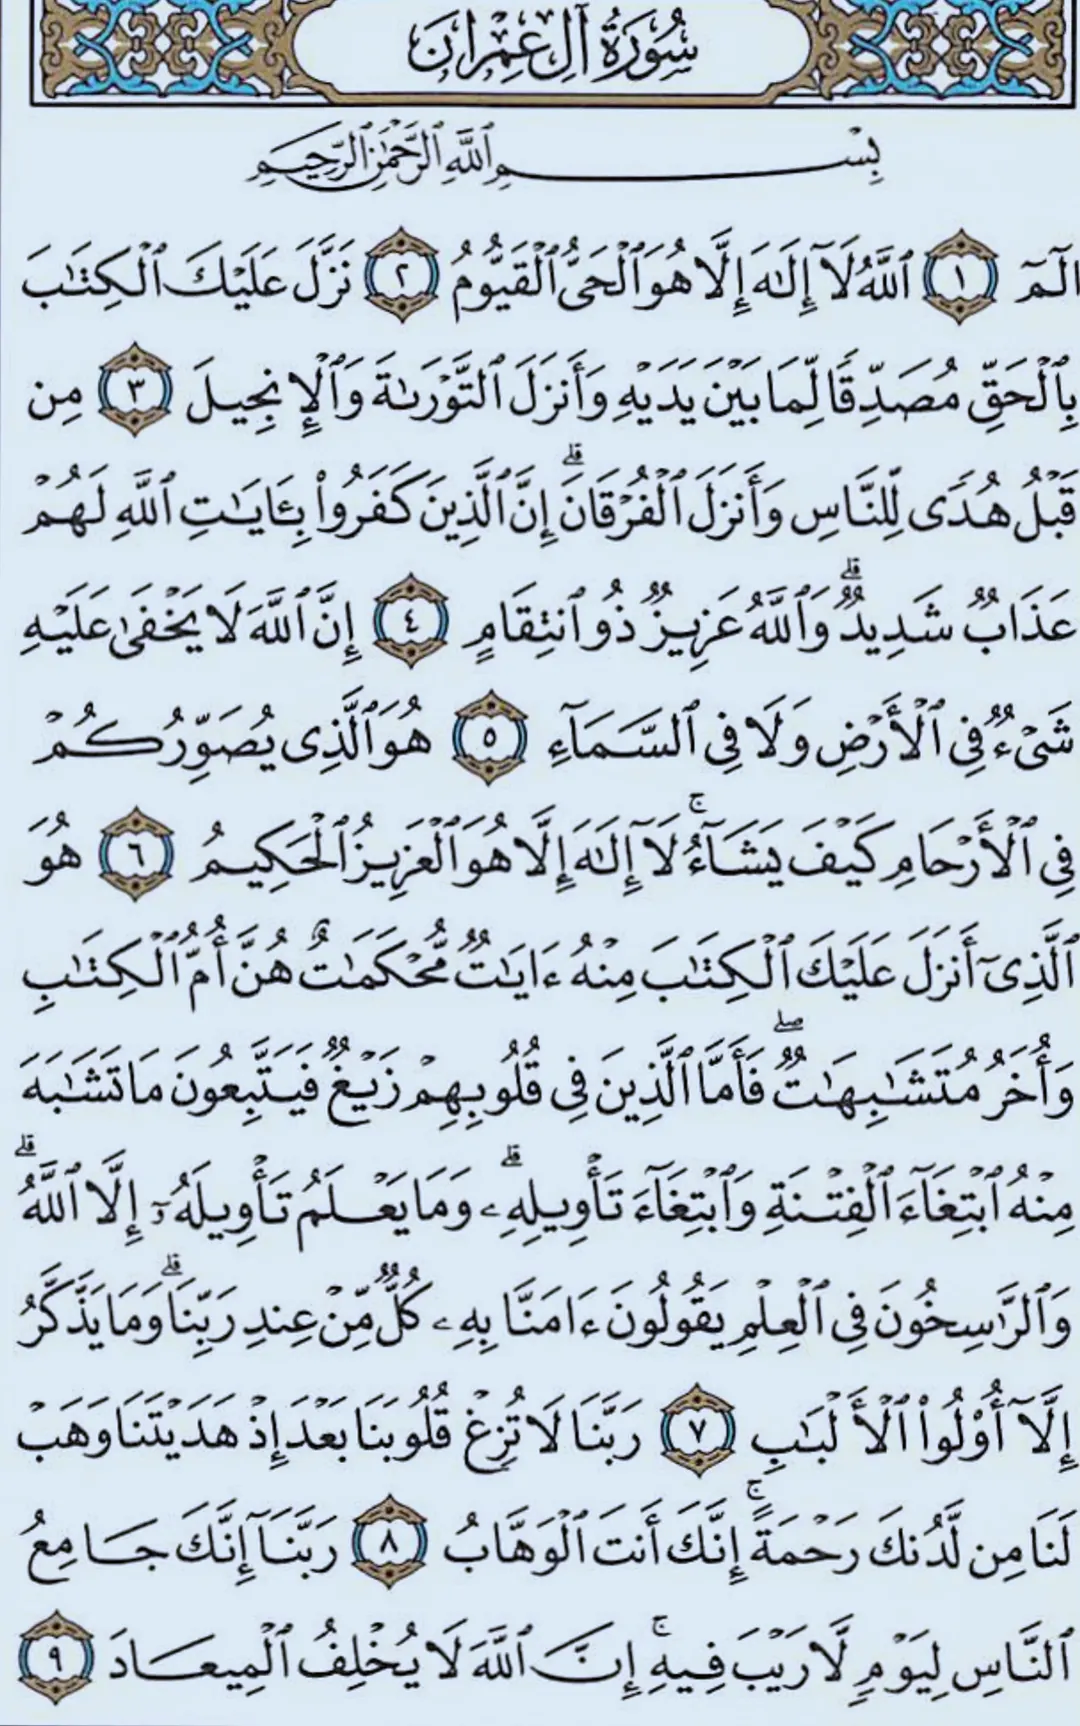 سُورَةُ آلِ عِمْرَانَ
بِسْمِ ٱللَّهِ ٱلرَّحْمَٰنِ ٱلرَّحِيمِ
الٓمٓ ١ ٱللَّهُ لَآ إِلَٰهَ إِلَّا هُوَ ٱلْحَىُّ ٱلْقَيُّومُ ٢ نَزَّلَ عَلَيْكَ ٱلْكِتَٰبَ
بِٱلْحَقِّ مُصَدِّقًا لِّمَا بَيْنَ يَدَيْهِ وَأَنزَلَ ٱلتَّوْرَىٰةَ وَٱلْإِنجِيلَ ٣ مِن
قَبْلُ هُدًى لِّلنَّاسِ وَأَنزَلَ ٱلْفُرْقَانَ ۗ إِنَّ ٱلَّذِينَ كَفَرُوا۟ بِـَٔايَٰتِ ٱللَّهِ لَهُمْ
عَذَابٌ شَدِيدٌ ۗ وَٱللَّهُ عَزِيزٌ ذُو ٱنتِقَامٍ ٤ إِنَّ ٱللَّهَ لَا يَخْفَىٰ عَلَيْهِ
شَىْءٌ فِى ٱلْأَرْضِ وَلَا فِى ٱلسَّمَآءِ ٥ هُوَ ٱلَّذِى يُصَوِّرُكُمْ
فِى ٱلْأَرْحَامِ كَيْفَ يَشَآءُ ۚ لَآ إِلَٰهَ إِلَّا هُوَ ٱلْعَزِيزُ ٱلْحَكِيمُ ٦ هُوَ
ٱلَّذِىٓ أَنزَلَ عَلَيْكَ ٱلْكِتَٰبَ مِنْهُ ءَايَٰتٌ مُّحْكَمَٰتٌ هُنَّ أُمُّ ٱلْكِتَٰبِ
وَأُخَرُ مُتَشَٰبِهَٰتٌ ۖ فَأَمَّا ٱلَّذِينَ فِى قُلُوبِهِمْ زَيْغٌ فَيَتَّبِعُونَ مَا تَشَٰبَهَ
مِنْهُ ٱبْتِغَآءَ ٱلْفِتْنَةِ وَٱبْتِغَآءَ تَأْوِيلِهِۦ ۗ وَمَا يَعْلَمُ تَأْوِيلَهُۥٓ إِلَّا ٱللَّهُ ۗ
وَٱلرَّٰسِخُونَ فِى ٱلْعِلْمِ يَقُولُونَ ءَامَنَّا بِهِۦ كُلٌّ مِّنْ عِندِ رَبِّنَا ۗ وَمَا يَذَّكَّرُ
إِلَّآ أُو۟لُوا۟ ٱلْأَلْبَٰبِ ٧ رَبَّنَا لَا تُزِغْ قُلُوبَنَا بَعْدَ إِذْ هَدَيْتَنَا وَهَبْ
لَنَا مِن لَّدُنكَ رَحْمَةً ۚ إِنَّكَ أَنتَ ٱلْوَهَّابُ ٨ رَبَّنَآ إِنَّكَ جَامِعُ
ٱلنَّاسِ لِيَوْمٍ لَّا رَيْبَ فِيهِ ۚ إِنَّ ٱللَّهَ لَا يُخْلِفُ ٱلْمِيعَادَ ٩